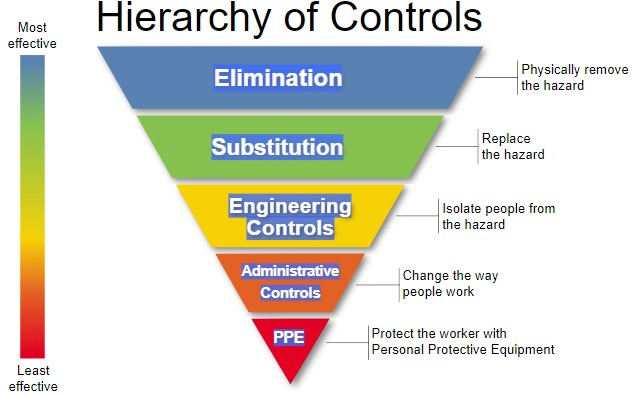 Hierarchy of Controls
Most
effective
Elimination
Physically remove
the hazard
Substitution
Replace
the hazard
Engineering
Controls
Isolate people from
the hazard
Administrative
Controls
Change the way
people work
PPE
Protect the worker with
Personal Protective Equipment
Least
effective